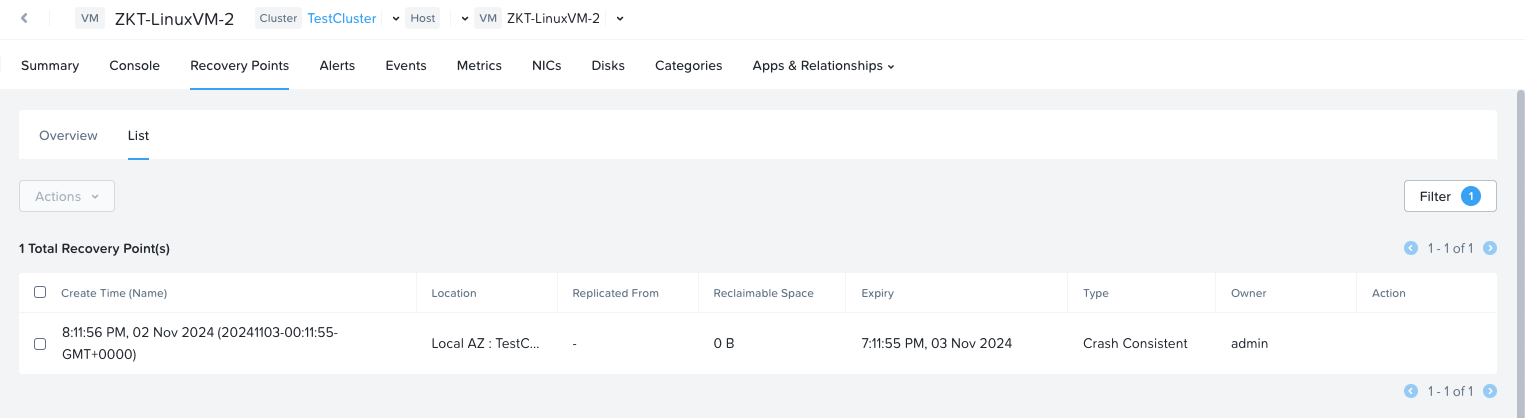 VM ZKT-LinuxVM-2 Cluster TestCluster Host VM ZKT-LinuxVM-2
Summary Console Recovery Points Alerts Events Metrics NICs Disks Categories Apps & Relationships
Overview List
Actions Filter 1
1 Total Recovery Point(s) 1 - 1 of 1
Create Time (Name) Location Replicated From Reclaimable Space Expiry Type Owner Action
8:11:56 PM, 02 Nov 2024 (20241103-00:11:55-
GMT+0000) Local AZ : TestC... - 0 B 7:11:55 PM, 03 Nov 2024 Crash Consistent admin
1 - 1 of 1